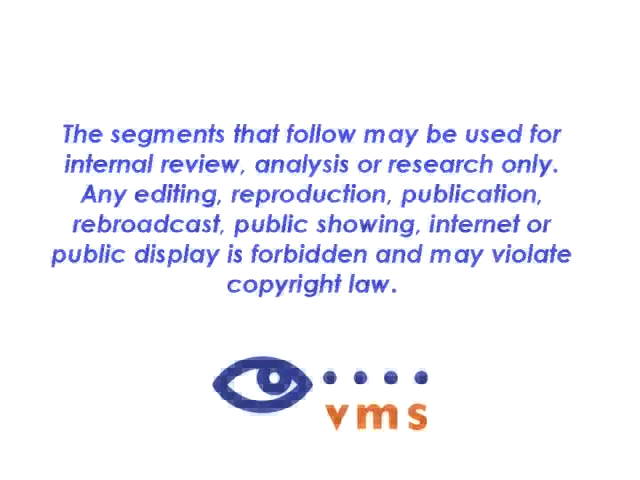 The segments that follow may be used for
internal review, analysis or research only.
Any editing, reproduction, publication,
rebroadcast, public showing, internet or
public display is forbidden and may violate
copyright law.
vms